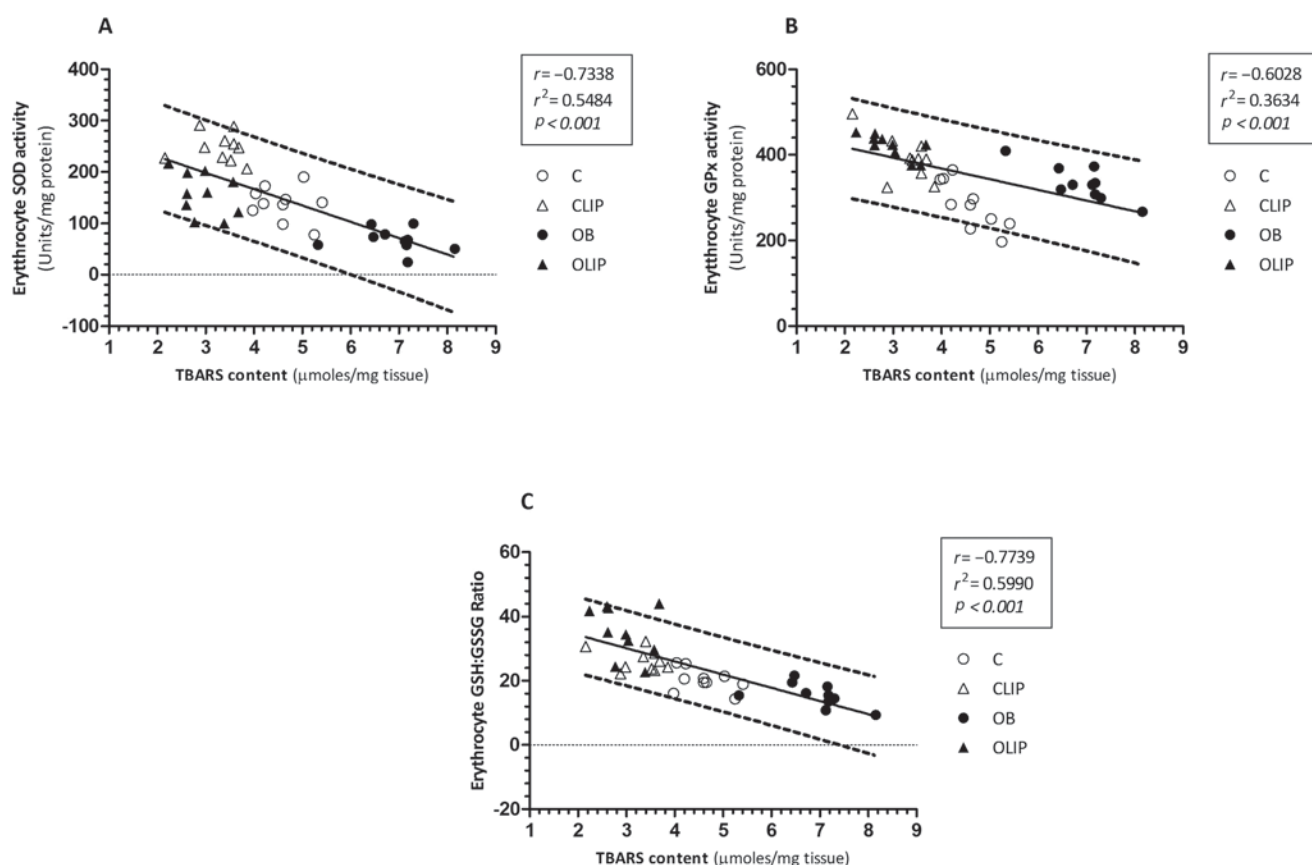 A
Erytthrocyte SOD activity
(Units/mg protein)
400
300
200
100
0
-100
1 2 3 4 5 6 7 8 9
TBARS content (μmoles/mg tissue)
r= −0.7338
r²= 0.5484
p < 0.001
C
CLIP
OB
OLIP
B
Erytthrocyte GPx activity
(Units/mg protein)
600
400
200
0
1 2 3 4 5 6 7 8 9
TBARS content (μmoles/mg tissue)
r= −0.6028
r²= 0.3634
p < 0.001
C
CLIP
OB
OLIP
C
Erythrocyte GSH:GSSG Ratio
60
40
20
0
-20
1 2 3 4 5 6 7 8 9
TBARS content (μmoles/mg tissue)
r= −0.7739
r²= 0.5990
p < 0.001
C
CLIP
OB
OLIP